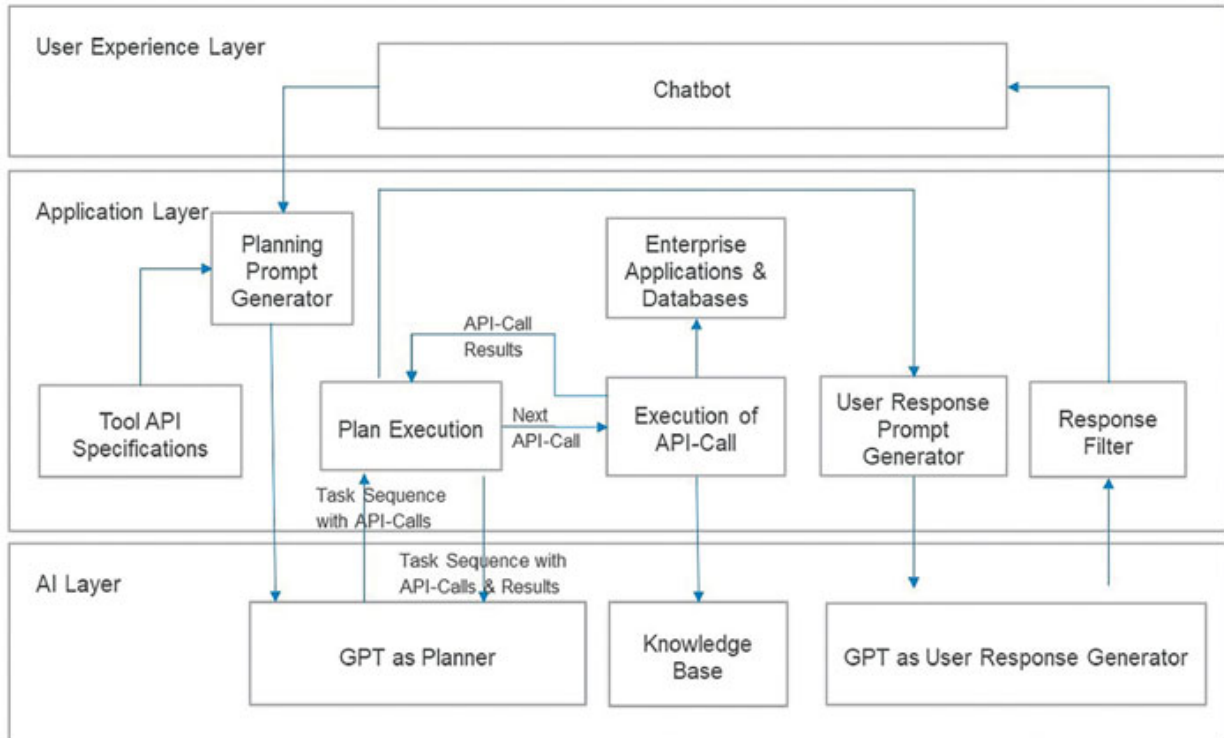 User Experience Layer
Chatbot
Application Layer
Planning
Prompt
Generator
Enterprise
Applications &
Databases
API-Call
Results
Tool API
Specifications
Plan Execution
Next
API-Call
Execution of
API-Call
User Response
Prompt
Generator
Response
Filter
Task Sequence
with API-Calls
Task Sequence with
API-Calls & Results
AI Layer
GPT as Planner
Knowledge
Base
GPT as User Response Generator